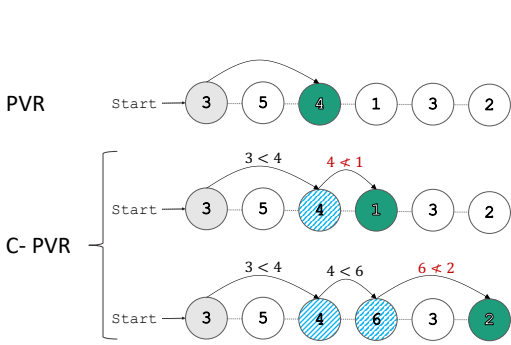 PVR
Start 3 5 4 1 3 2
3 < 4 4 ≮ 1
Start 3 5 4 1 3 2
C- PVR
3 < 4 4 < 6 6 ≮ 2
Start 3 5 4 6 3 2